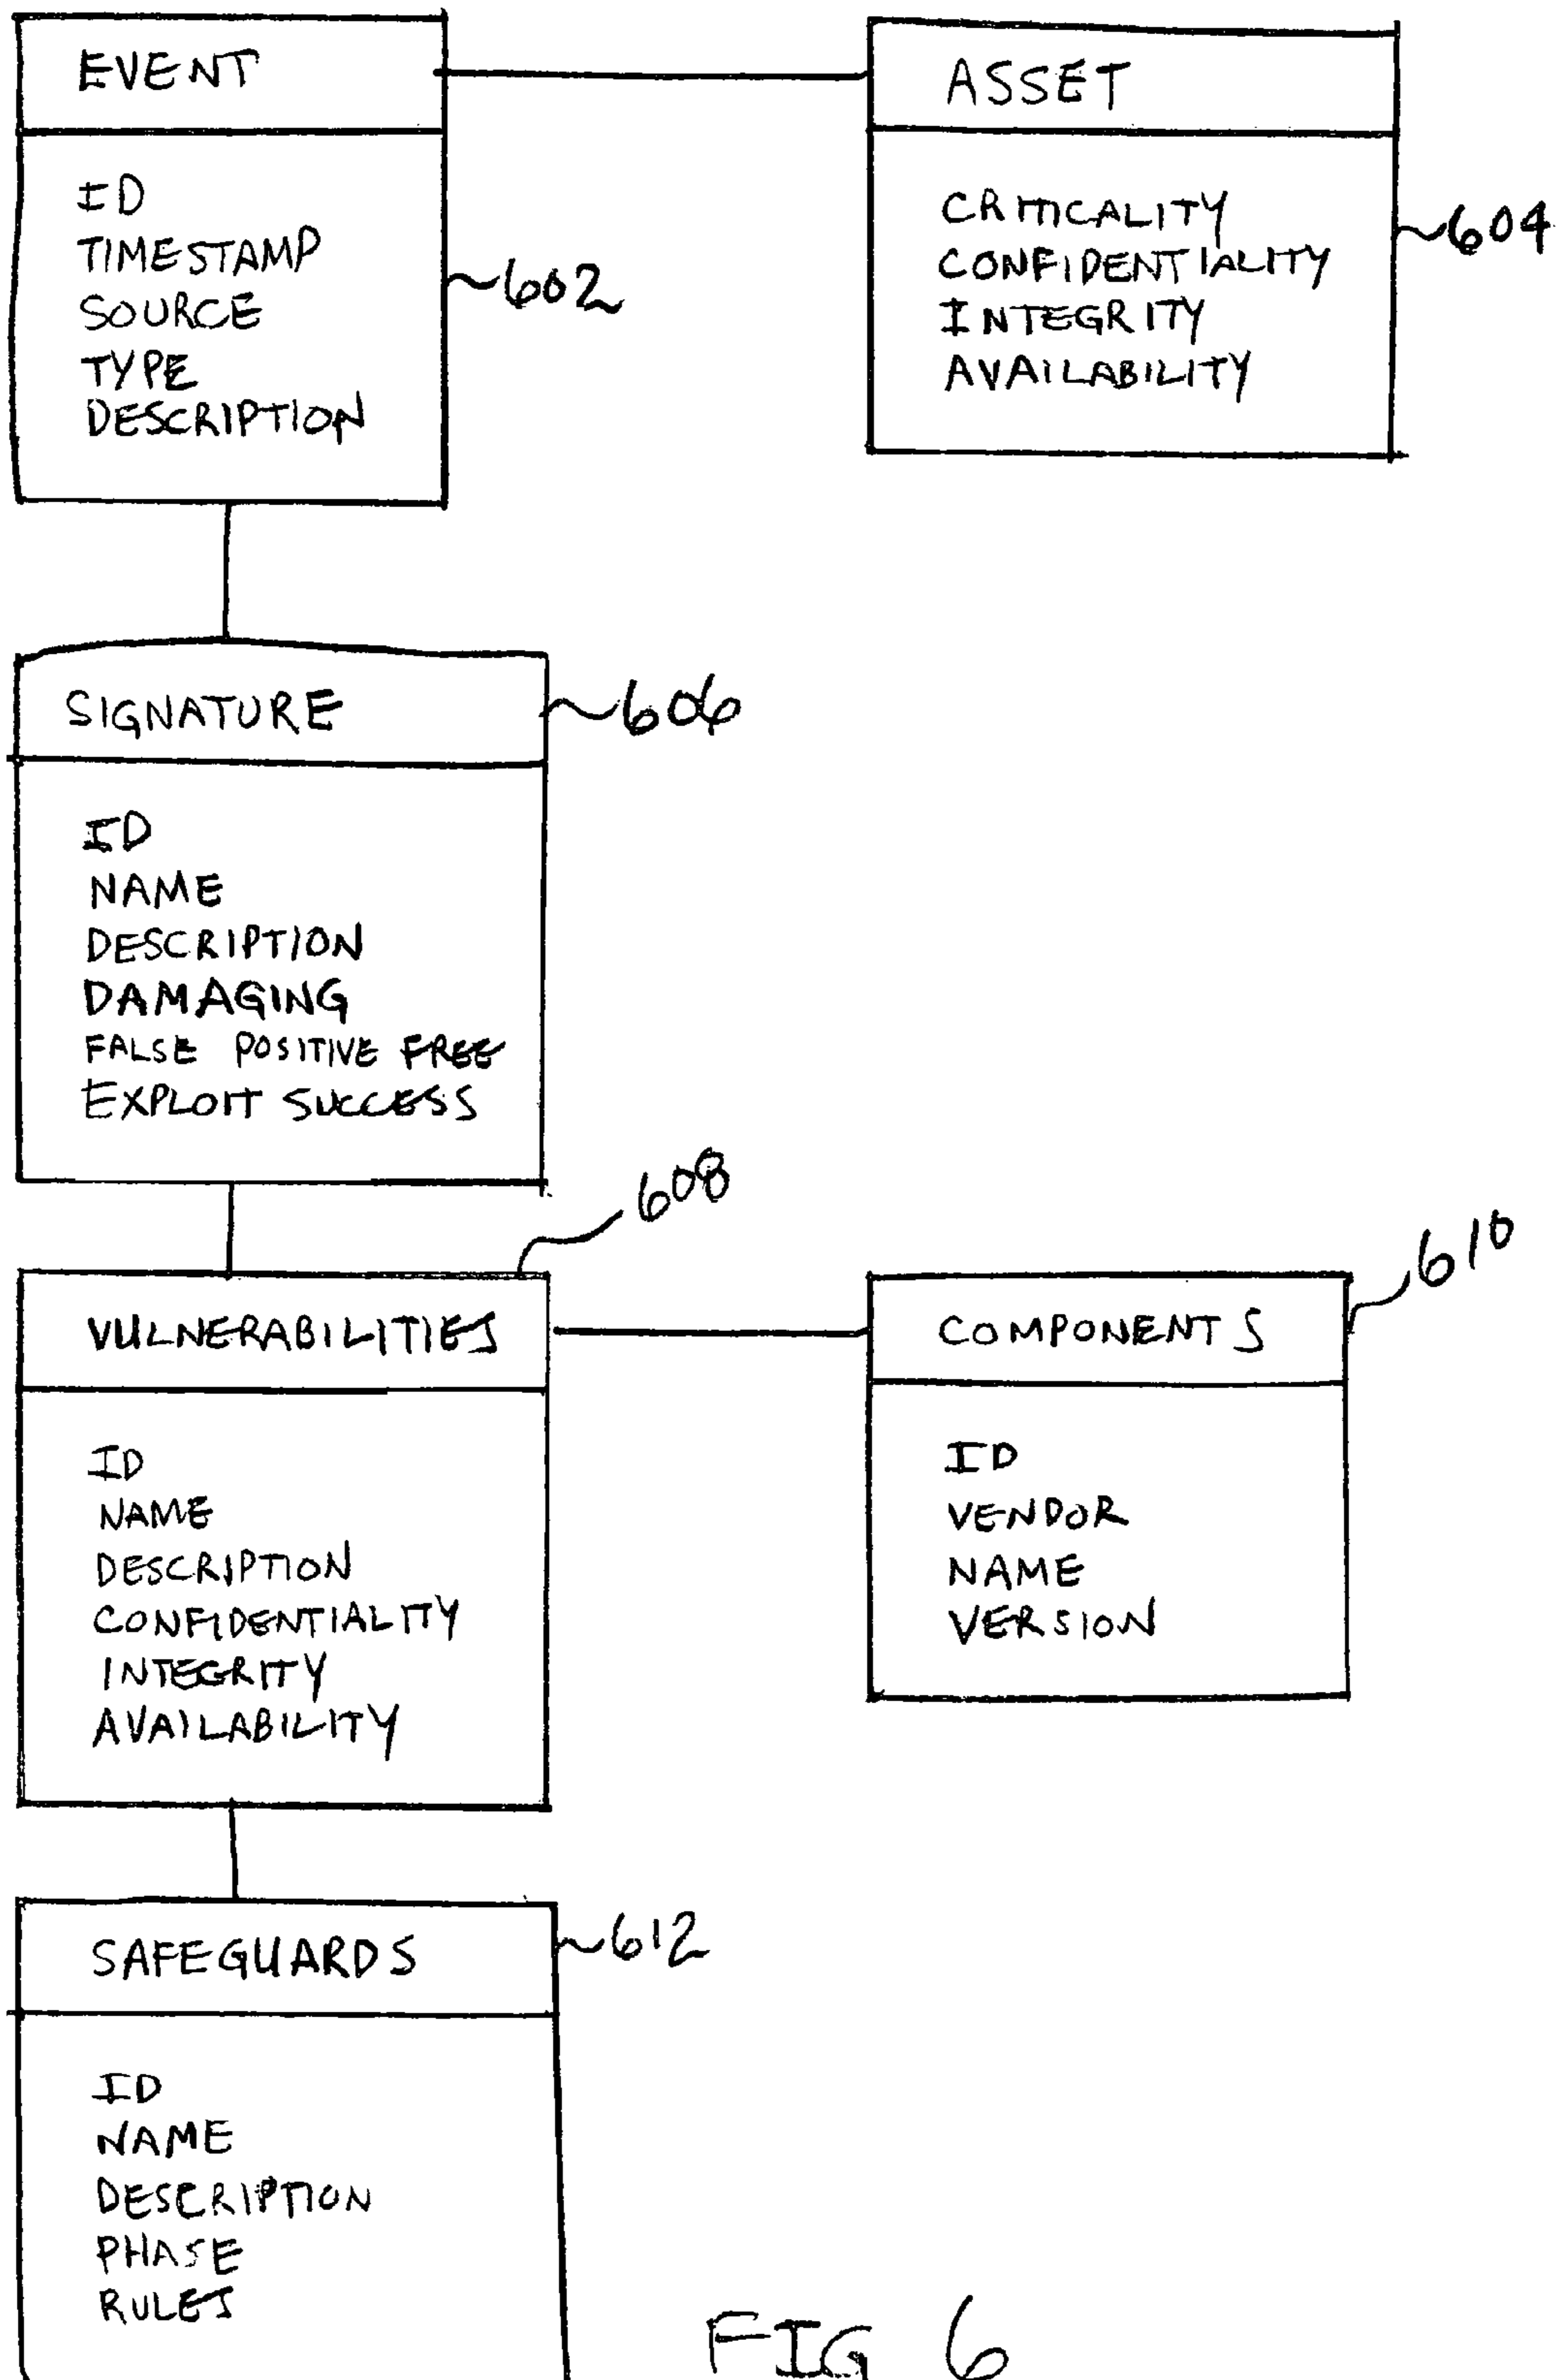 EVENT
ID
TIMESTAMP
SOURCE
TYPE
DESCRIPTION
602
ASSET
CRITICALITY
CONFIDENTIALITY
INTEGRITY
AVAILABILITY
604
SIGNATURE
606
ID
NAME
DESCRIPTION
DAMAGING
FALSE POSITIVE FREE
EXPLOIT SUCCESS
608
VULNERABILITIES
ID
NAME
DESCRIPTION
CONFIDENTIALITY
INTEGRITY
AVAILABILITY
610
COMPONENTS
ID
VENDOR
NAME
VERSION
SAFEGUARDS
612
ID
NAME
DESCRIPTION
PHASE
RULES
FIG 6